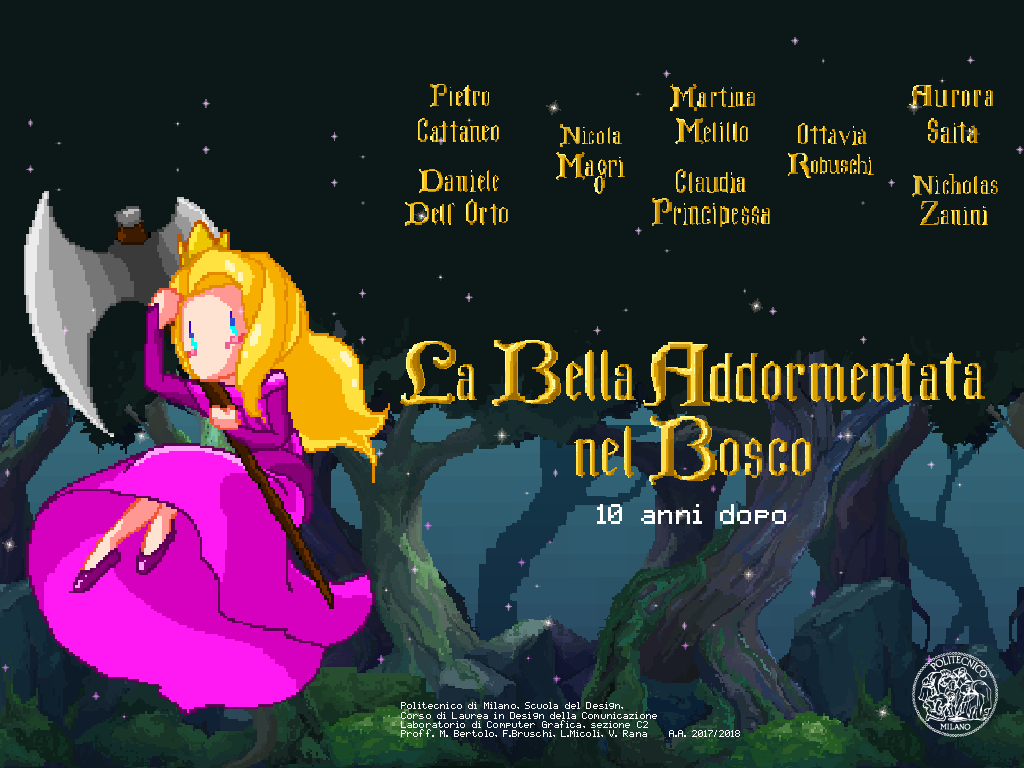 Pietro
Cattaneo
Daniele
Dell'Orto
Nicola
Magri
Martina
Melillo
Claudia
Principessa
Ottavia
Robuschi
Aurora
Saita
Nicholas
Zanini
La Bella Addormentata
nel Bosco
10 anni dopo
Politecnico di Milano. Scuola del Design.
Corso di Laurea in Design della Comunicazione
Laboratorio di Computer Grafica. sezione C2
Proff. M. Bertolo. F.Bruschi. L.Micoli. V. Rana A.A. 2017/2018
POLITECNICO
MILANO